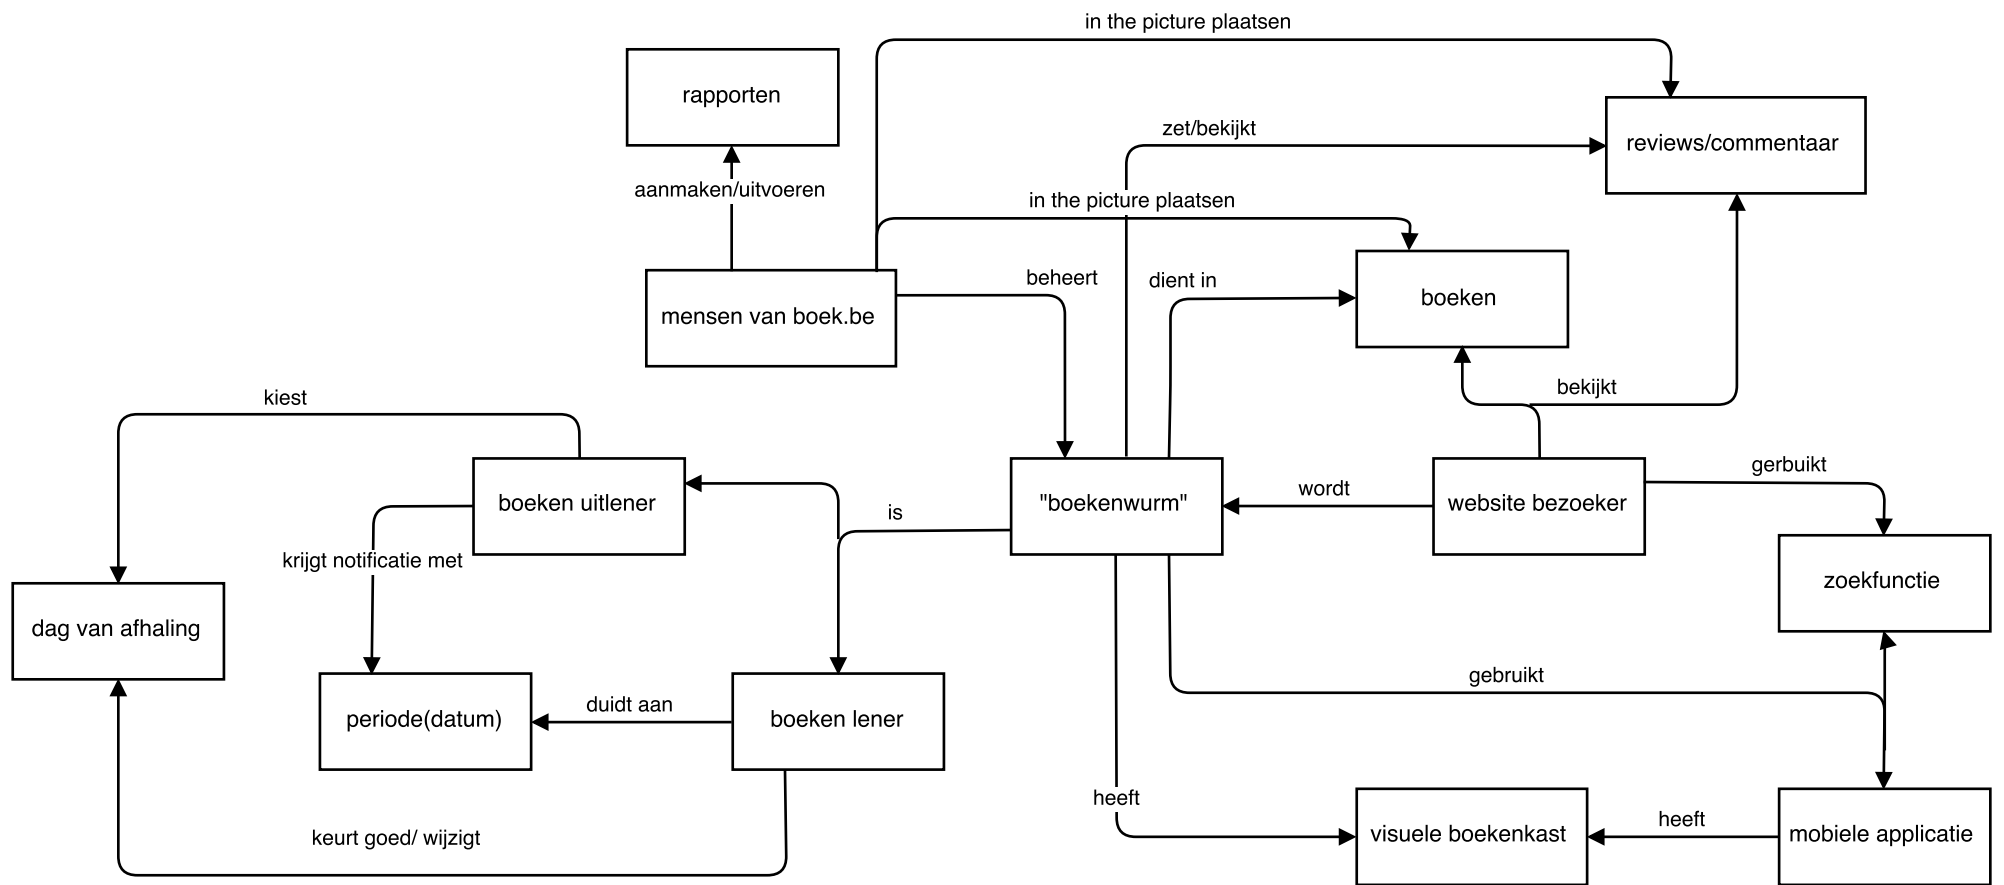 in the picture plaatsen
rapporten
zet/bekijkt
reviews/commentaar
aanmaken/uitvoeren
in the picture plaatsen
beheert
dient in
boeken
mensen van boek.be
kiest
bekijkt
gerbuikt
boeken uitlener
is
"boekenwurm"
wordt
website bezoeker
krijgt notificatie met
zoekfunctie
dag van afhaling
gebruikt
periode(datum)
duidt aan
boeken lener
heeft
keurt goed/ wijzigt
visuele boekenkast
heeft
mobiele applicatie